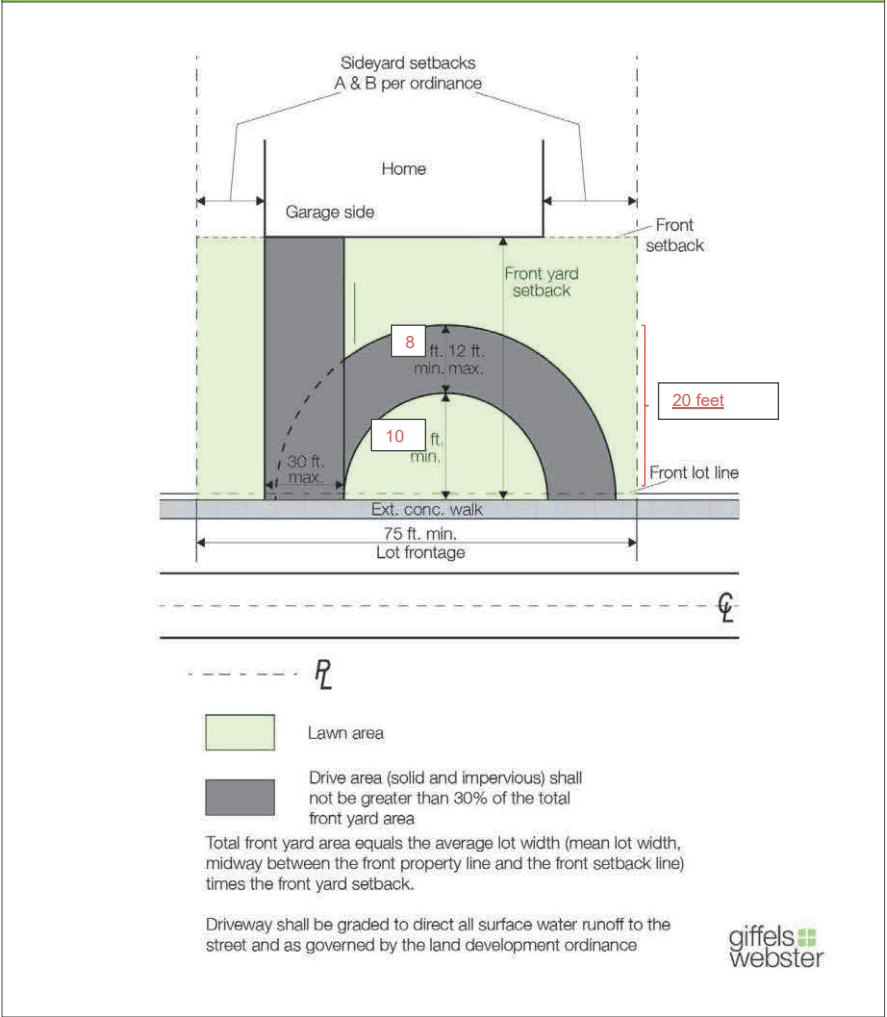 Sideyard setbacks
A & B per ordinance
Home
Garage side
Front
setback
Front yard
setback
8 ft. 12 ft.
min. max.
20 feet
10 ft.
min.
30 ft.
max.
Front lot line
Ext. conc. walk
75 ft. min.
Lot frontage
CL
PL
Lawn area
Drive area (solid and impervious) shall
not be greater than 30% of the total
front yard area
Total front yard area equals the average lot width (mean lot width,
midway between the front property line and the front setback line)
times the front yard setback.
Driveway shall be graded to direct all surface water runoff to the
street and as governed by the land development ordinance
giffels
webster